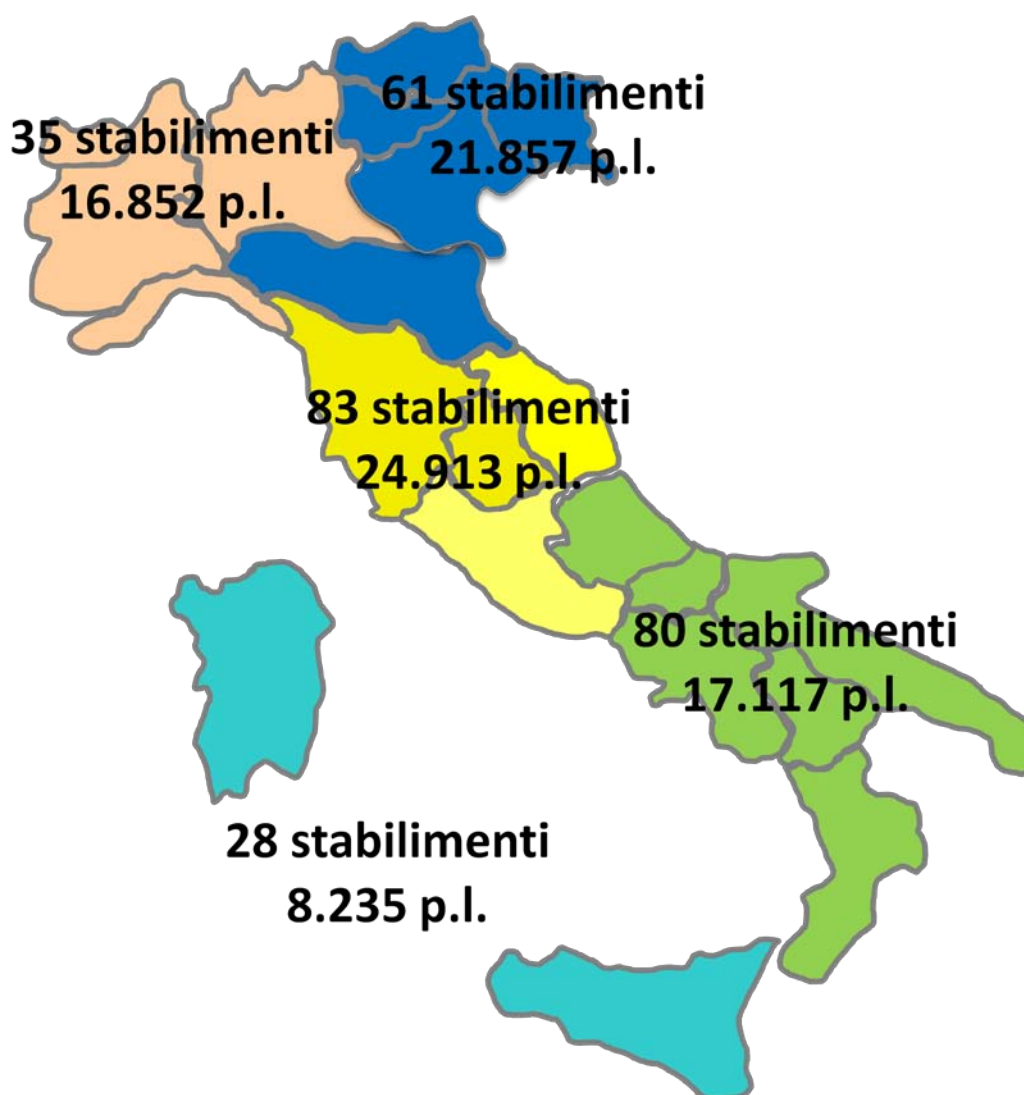 61 stabilimenti
21.857 p.l.
35 stabilimenti
16.852 p.l.
83 stabilimenti
24.913 p.l.
80 stabilimenti
17.117 p.l.
28 stabilimenti
8.235 p.l.